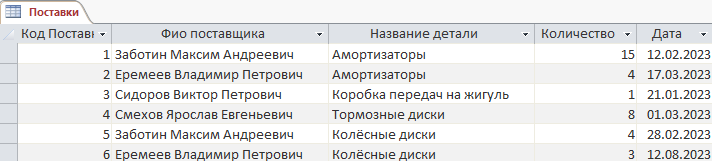 Поставки
Код Поставк Фио поставщика Название детали Количество Дата
1 Заботин Максим Андреевич Амортизаторы 15 12.02.2023
2 Еремеев Владимир Петрович Амортизаторы 4 17.03.2023
3 Сидоров Виктор Петрович Коробка передач на жигуль 1 21.01.2023
4 Смехов Ярослав Евгеньевич Тормозные диски 8 01.03.2023
5 Заботин Максим Андреевич Колёсные диски 4 28.02.2023
6 Еремеев Владимир Петрович Колёсные диски 3 12.08.2023